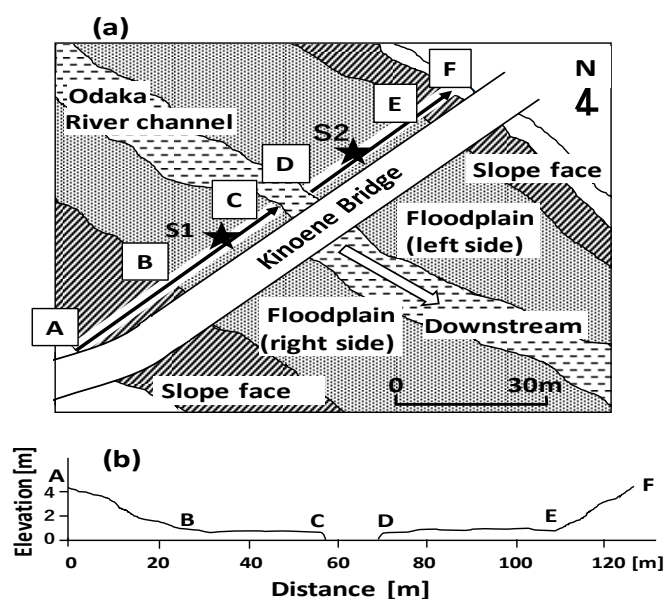 (a)
F
N
4
Odaka
River channel
E
S2
D
Slope face
C
Kinoene Bridge
S1
Floodplain
(left side)
B
A
Floodplain
(right side)
Downstream
Slope face
0
30m
(b)
Elevation [m]
A
4
2
0
B
C
D
E
F
0
20
40
60
80
100
120 [m]
Distance [m]